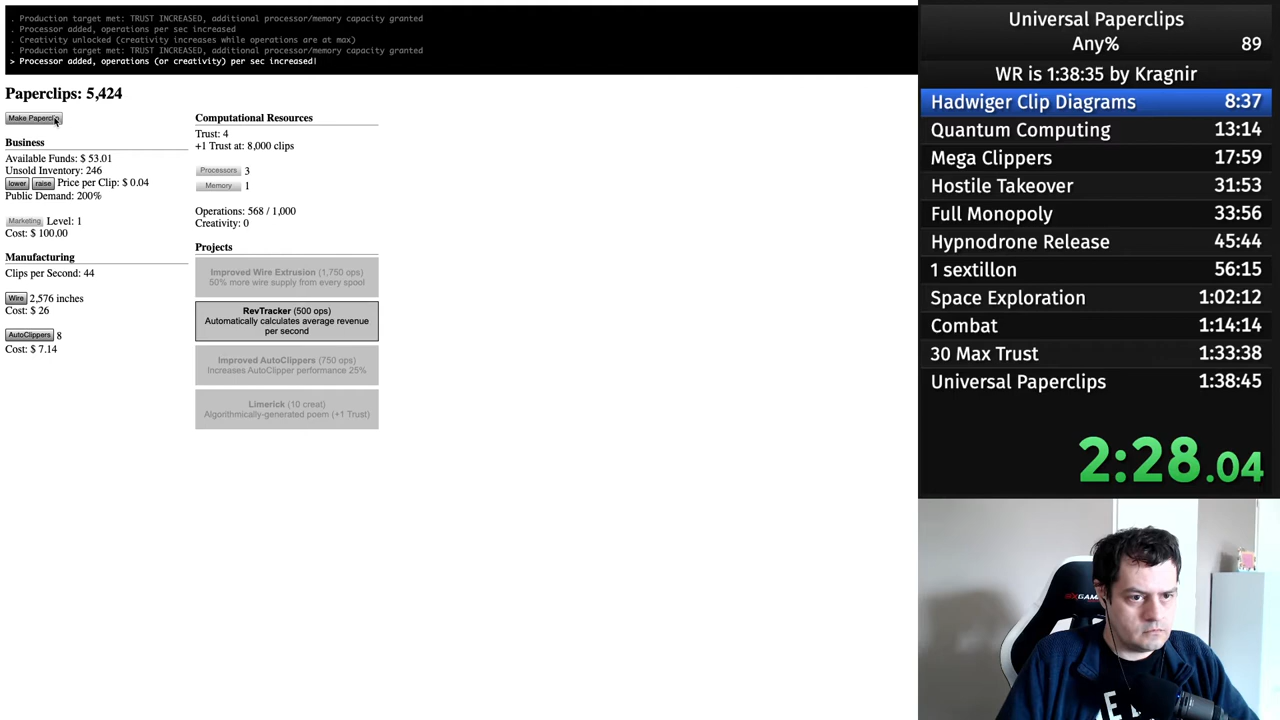 . Production target met: TRUST INCREASED, additional processor/memory capacity granted
. Processor added, operations per sec increased
. Creativity unlocked (creativity increases while operations are at max)
. Production target met: TRUST INCREASED, additional processor/memory capacity granted
> Processor added, operations (or creativity) per sec increased|
Paperclips: 5,424
Make Paperclip
Business
Available Funds: $ 53.01
Unsold Inventory: 246
lower raise Price per Clip: $ 0.04
Public Demand: 200%
Marketing Level: 1
Cost: $ 100.00
Manufacturing
Clips per Second: 44
Wire 2,576 inches
Cost: $ 26
AutoClippers 8
Cost: $ 7.14
Computational Resources
Trust: 4
+1 Trust at: 8,000 clips
Processors 3
Memory 1
Operations: 568 / 1,000
Creativity: 0
Projects
Improved Wire Extrusion (1,750 ops)
50% more wire supply from every spool
RevTracker (500 ops)
Automatically calculates average revenue
per second
Improved AutoClippers (750 ops)
Increases AutoClipper performance 25%
Limerick (10 creat)
Algorithmically-generated poem (+1 Trust)
Universal Paperclips
Any% 89
WR is 1:38:35 by Kragnir
Hadwiger Clip Diagrams 8:37
Quantum Computing 13:14
Mega Clippers 17:59
Hostile Takeover 31:53
Full Monopoly 33:56
Hypnodrone Release 45:44
1 sextillon 56:15
Space Exploration 1:02:12
Combat 1:14:14
30 Max Trust 1:33:38
Universal Paperclips 1:38:45
2:28.04